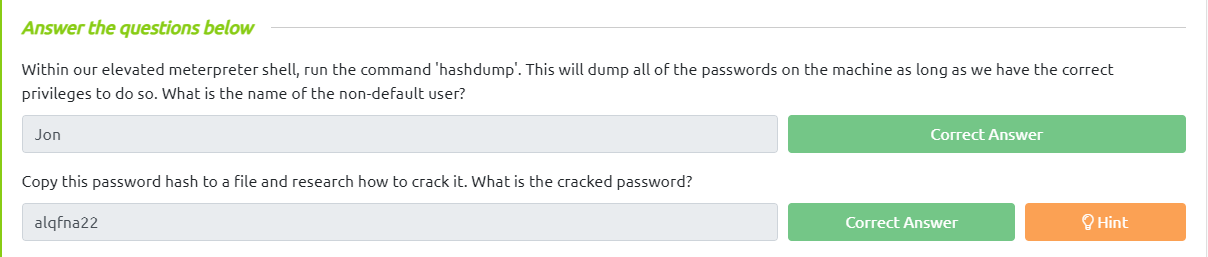 Answer the questions below
Within our elevated meterpreter shell, run the command 'hashdump'. This will dump all of the passwords on the machine as long as we have the correct
privileges to do so. What is the name of the non-default user?
Jon
Correct Answer
Copy this password hash to a file and research how to crack it. What is the cracked password?
alqfna22
Correct Answer
Hint